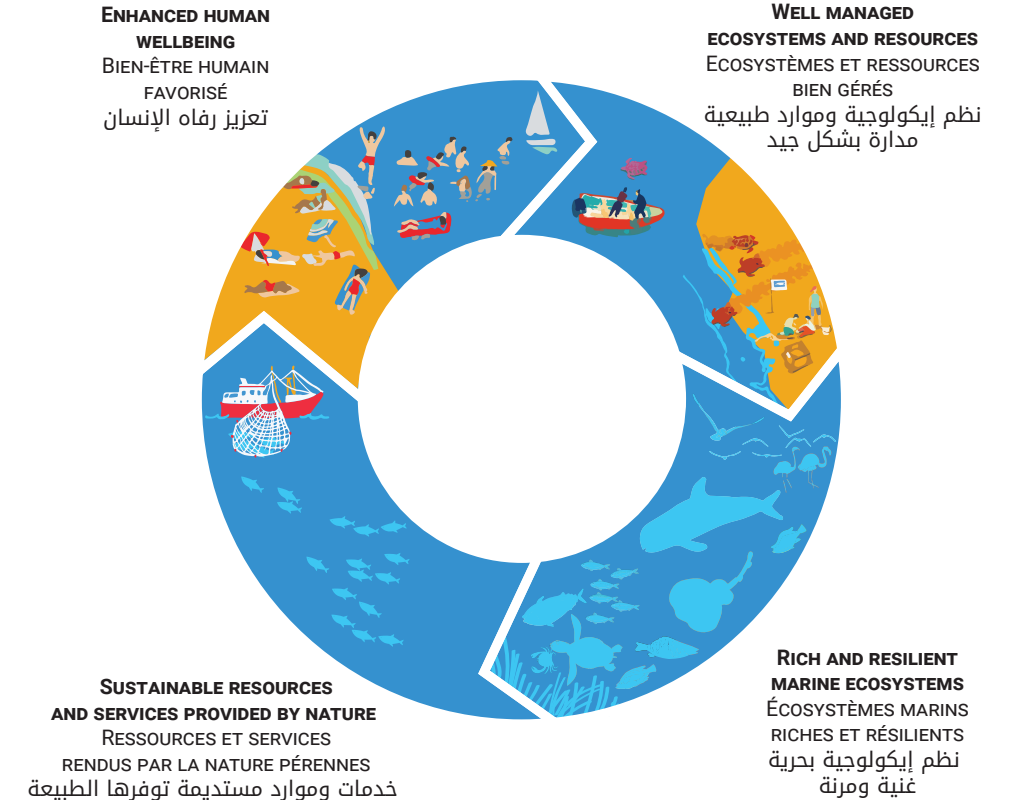 ENHANCED HUMAN
WELLBEING
BIEN-ÊTRE HUMAIN
FAVORISÉ
تعزيز رفاه الإنسان
WELL MANAGED
ECOSYSTEMS AND RESOURCES
ECOSYSTÈMES ET RESSOURCES
BIEN GÉRÉS
نظم إيكولوجية وموارد طبيعية
مدارة بشكل جيد
SUSTAINABLE RESOURCES
AND SERVICES PROVIDED BY NATURE
RESSOURCES ET SERVICES
RENDUS PAR LA NATURE PÉRENNES
خدمات وموارد مستديمة توفرها الطبيعة
RICH AND RESILIENT
MARINE ECOSYSTEMS
ÉCOSYSTÈMES MARINS
RICHES ET RÉSILIENTS
نظم إيكولوجية بحرية
غنية ومرنة